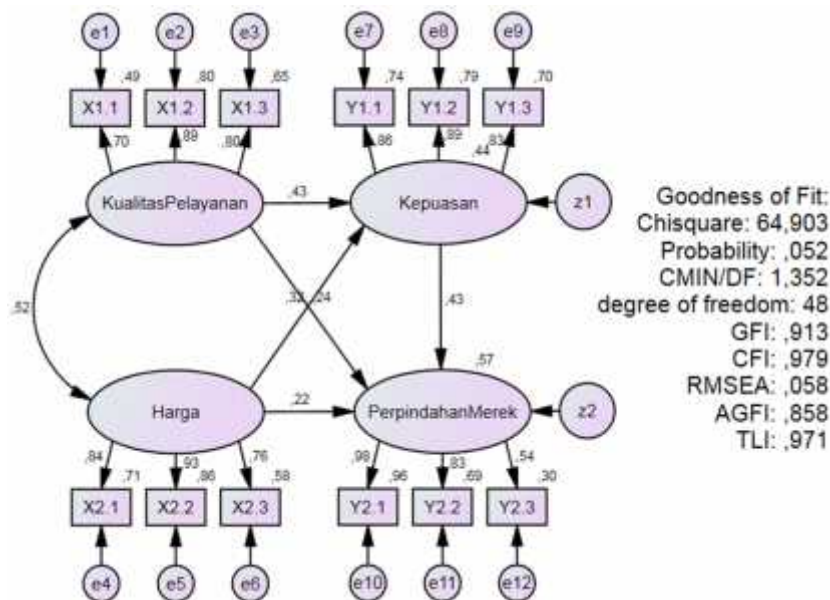 e1 e2 e3 e7 e8 e9
,49 ,80 ,65 ,74 ,79 ,70
X1.1 X1.2 X1.3 Y1.1 Y1.2 Y1.3
,70 ,89 ,80 ,86 ,89 ,83
,44
KualitasPelayanan ,43 Kepuasan z1
,52 ,24 ,43
,57
Harga ,22 PerpindahanMerek z2
,84 ,93 ,76 ,98 ,83 ,54
,71 ,86 ,58 ,96 ,69 ,30
X2.1 X2.2 X2.3 Y2.1 Y2.2 Y2.3
e4 e5 e6 e10 e11 e12
Goodness of Fit:
Chisquare: 64,903
Probability: ,052
CMIN/DF: 1,352
degree of freedom: 48
GFI: ,913
CFI: ,979
RMSEA: ,058
AGFI: ,858
TLI: ,971